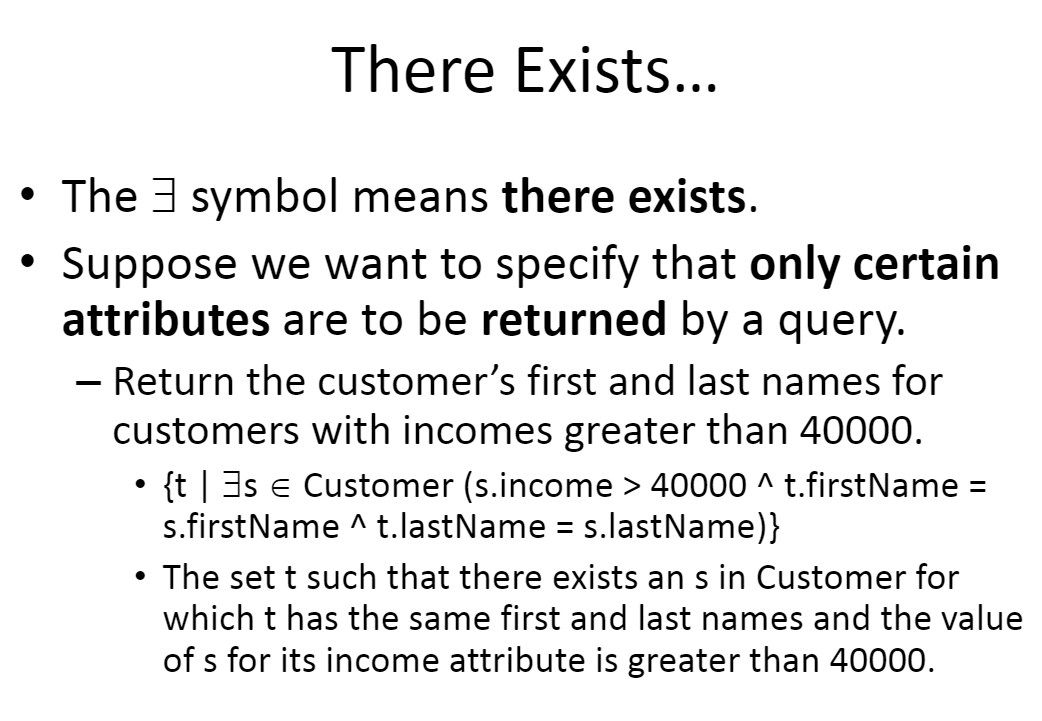 There Exists...
• The ∃ symbol means there exists.
• Suppose we want to specify that only certain
attributes are to be returned by a query.
– Return the customer’s first and last names for
customers with incomes greater than 40000.
• {t | ∃s ∈ Customer (s.income > 40000 ^ t.firstName =
s.firstName ^ t.lastName = s.lastName)}
• The set t such that there exists an s in Customer for
which t has the same first and last names and the value
of s for its income attribute is greater than 40000.